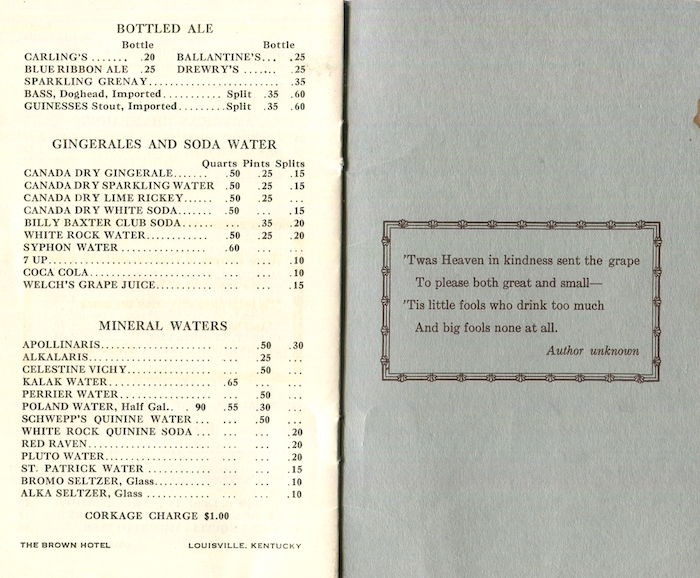 BOTTLED ALE
Bottle Bottle
CARLING'S ....... .20 BALLANTINE'S... .25
BLUE RIBBON ALE .25 DREWRY'S ....... .25
SPARKLING GRENAY............................ .35
BASS, Doghead, Imported........... Split .35 .60
GUINESSES Stout, Imported.........Split .35 .60
GINGERALES AND SODA WATER
Quarts Pints Splits
CANADA DRY GINGERALE....... .50 .25 .15
CANADA DRY SPARKLING WATER .50 .25 .15
CANADA DRY LIME RICKEY...... .50 .25 ...
CANADA DRY WHITE SODA....... .50 ... .15
BILLY BAXTER CLUB SODA...... ... .35 .20
WHITE ROCK WATER............ .50 .25 .20
SYPHON WATER ................ .60 ... ...
7 UP........................... ... ... .10
COCA COLA...................... ... ... .10
WELCH'S GRAPE JUICE............ ... ... .15
MINERAL WATERS
APOLLINARIS...................... ... .50 .30
ALKALARIS........................ ... .25 ...
CELESTINE VICHY.................. ... .50 ...
KALAK WATER..................... .65 ... ...
PERRIER WATER.................... ... .50 ...
POLAND WATER, Half Gal.. . 90 .55 .30 ...
SCHWEPP'S QUININE WATER ... ... .50 ...
WHITE ROCK QUININE SODA ... ... ... .20
RED RAVEN........................ ... ... .20
PLUTO WATER...................... ... ... .20
ST. PATRICK WATER ............... ... ... .15
BROMO SELTZER, Glass............. ... ... .10
ALKA SELTZER, Glass ............. ... ... .10
CORKAGE CHARGE $1.00
THE BROWN HOTEL LOUISVILLE, KENTUCKY
'Twas Heaven in kindness sent the grape
To please both great and small—
'Tis little fools who drink too much
And big fools none at all.
Author unknown